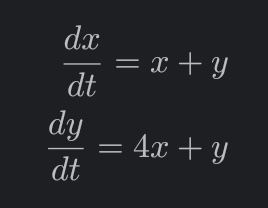 dx/dt = x + y
dy/dt = 4x + y